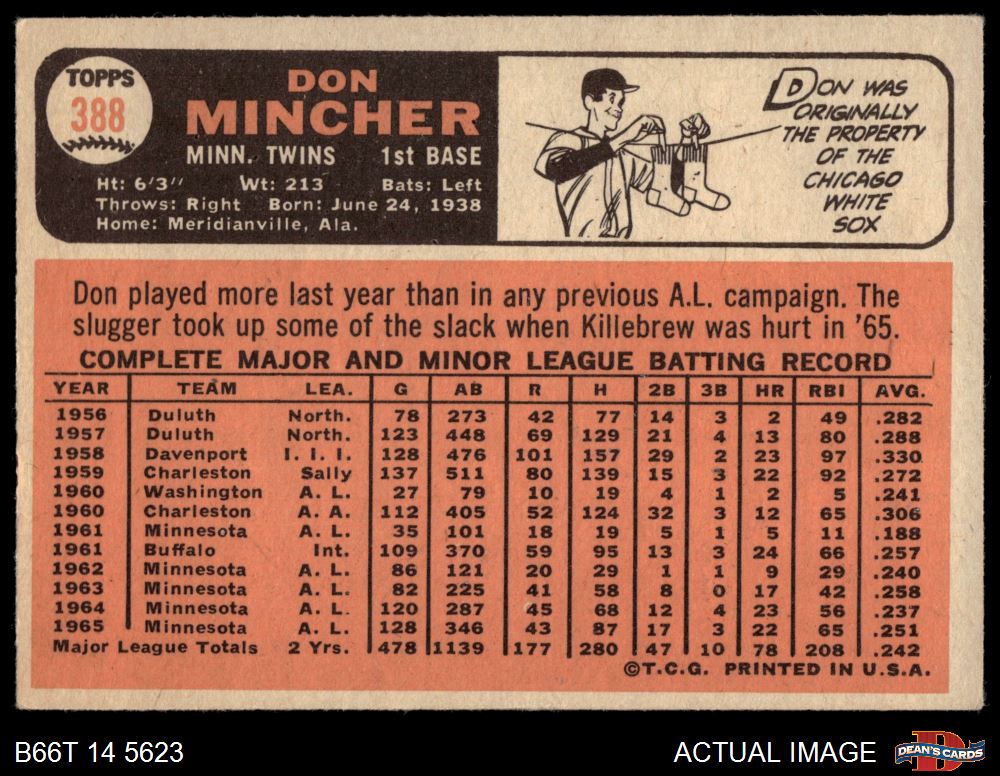 TOPPS
388
DON
MINCHER
MINN. TWINS 1st BASE
Ht: 6'3" Wt: 213 Bats: Left
Throws: Right Born: June 24, 1938
Home: Meridianville, Ala.
DON WAS
ORIGINALLY
THE PROPERTY
OF THE
CHICAGO
WHITE
SOX
Don played more last year than in any previous A.L. campaign. The
slugger took up some of the slack when Killebrew was hurt in '65.
COMPLETE MAJOR AND MINOR LEAGUE BATTING RECORD
YEAR TEAM LEA. G AB R H 2B 3B HR RBI AVG.
1956 Duluth North. 78 273 42 77 14 3 2 49 .282
1957 Duluth North. 123 448 69 129 21 4 13 80 .288
1958 Davenport I. I. I. 128 476 101 157 29 2 23 97 .330
1959 Charleston Sally 137 511 80 139 15 3 22 92 .272
1960 Washington A. L. 27 79 10 19 4 1 2 5 .241
1960 Charleston A. A. 112 405 52 124 32 3 12 65 .306
1961 Minnesota A. L. 35 101 18 19 5 1 5 11 .188
1961 Buffalo Int. 109 370 59 95 13 3 24 66 .257
1962 Minnesota A. L. 86 121 20 29 1 1 9 29 .240
1963 Minnesota A. L. 82 225 41 58 8 0 17 42 .258
1964 Minnesota A. L. 120 287 45 68 12 4 23 56 .237
1965 Minnesota A. L. 128 346 43 87 17 3 22 65 .251
Major League Totals 2 Yrs. 478 1139 177 280 47 10 78 208 .242
©T.C.G. PRINTED IN U.S.A.
B66T 14 5623
ACTUAL IMAGE
DEAN'S CARDS